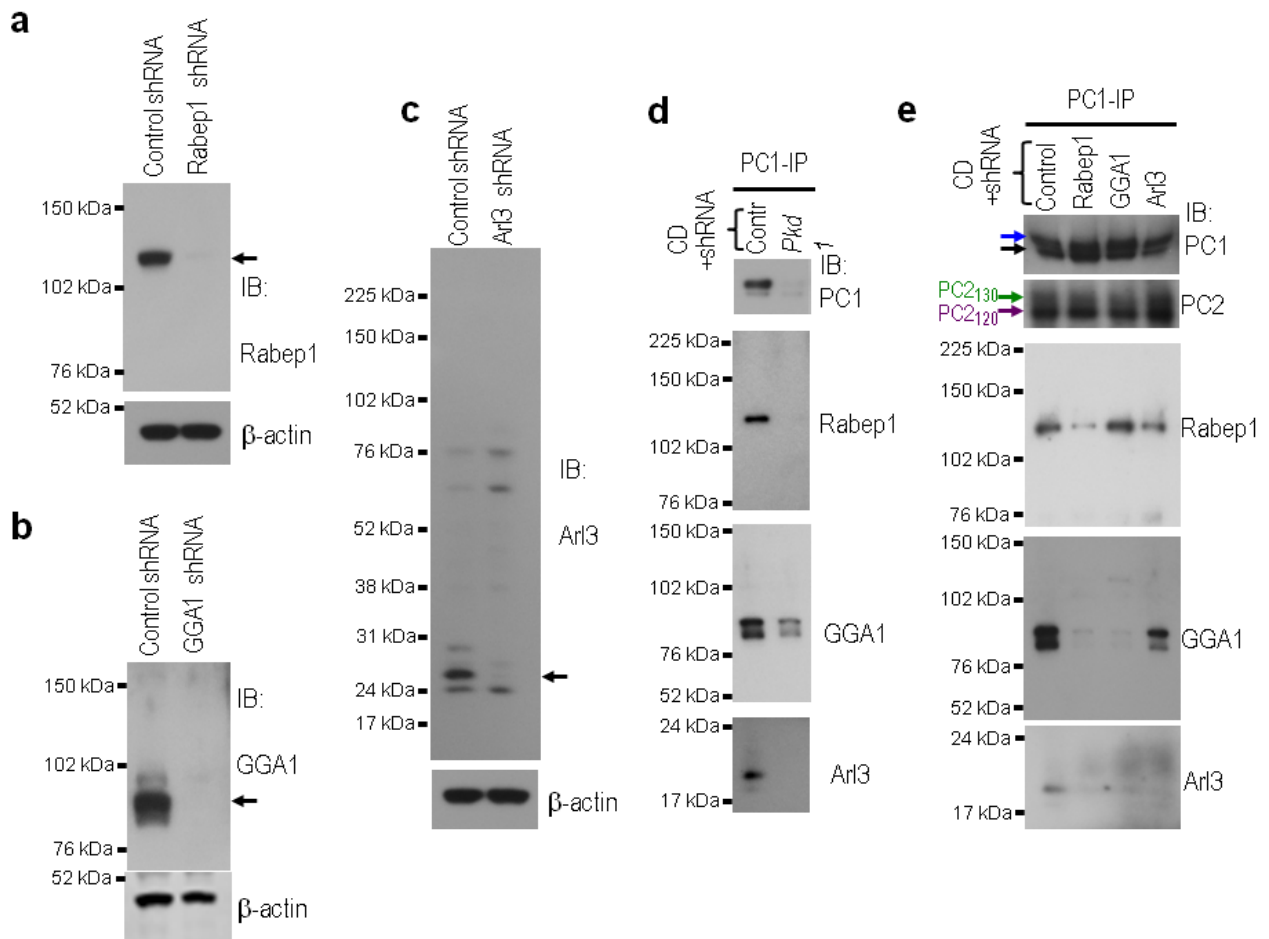 a
Control shRNA
Rabep1 shRNA
150 kDa
102 kDa
76 kDa
52 kDa
IB:
Rabep1
β-actin
b
Control shRNA
GGA1 shRNA
150 kDa
102 kDa
76 kDa
52 kDa
IB:
GGA1
β-actin
c
Control shRNA
Arl3 shRNA
225 kDa
150 kDa
102 kDa
76 kDa
52 kDa
38 kDa
31 kDa
24 kDa
17 kDa
IB:
Arl3
β-actin
d
PC1-IP
CD
+shRNA
Contr
Pkd
1
IB:
PC1
225 kDa
150 kDa
102 kDa
76 kDa
Rabep1
150 kDa
102 kDa
76 kDa
52 kDa
GGA1
24 kDa
17 kDa
Arl3
e
PC1-IP
CD
+shRNA
Control
Rabep1
GGA1
Arl3
IB:
PC1
PC2130
PC2120
PC2
225 kDa
150 kDa
102 kDa
76 kDa
Rabep1
150 kDa
102 kDa
76 kDa
52 kDa
GGA1
24 kDa
17 kDa
Arl3